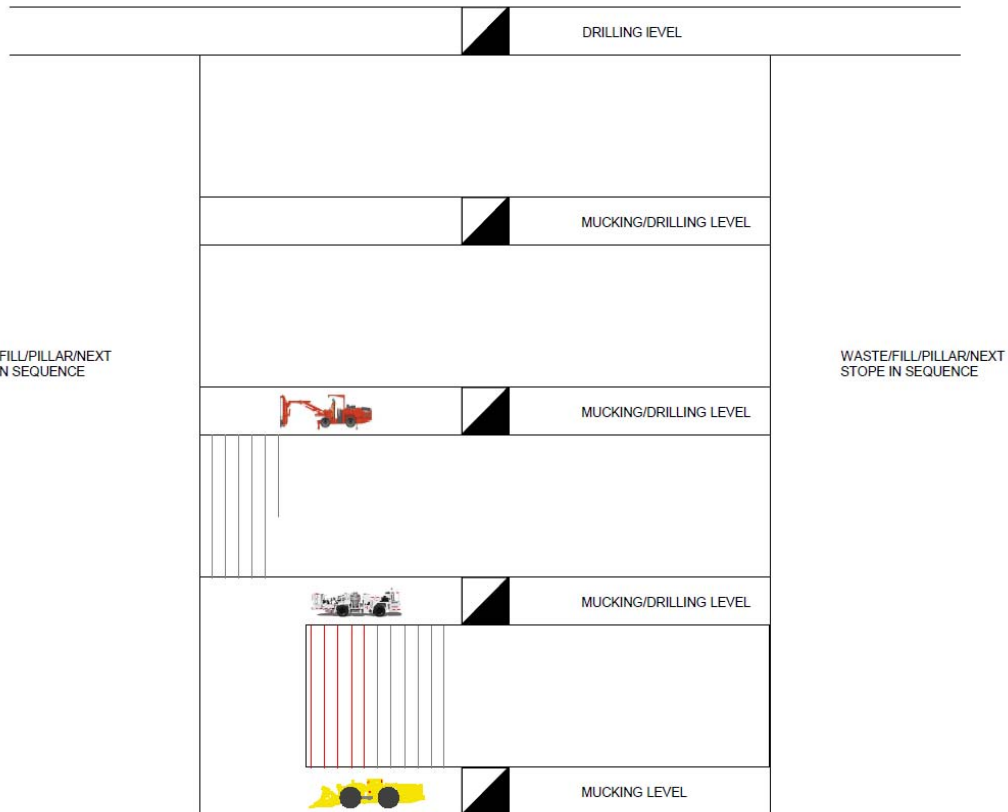 DRILLING lEVEL
MUCKING/DRILLING LEVEL
FILL/PILLAR/NEXT
N SEQUENCE
WASTE/FILL/PILLAR/NEXT
STOPE IN SEQUENCE
MUCKING/DRILLING LEVEL
MUCKING/DRILLING LEVEL
MUCKING LEVEL